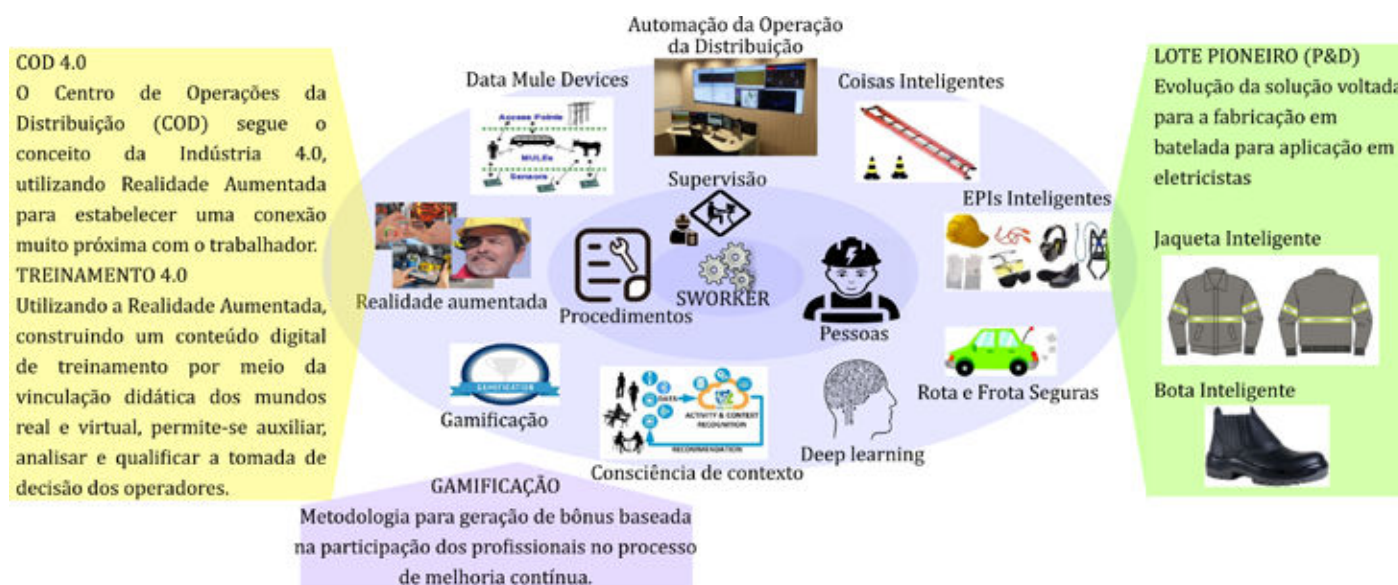 COD 4.0
O Centro de Operações da
Distribuição (COD) segue o
conceito da Indústria 4.0,
utilizando Realidade Aumentada
para estabelecer uma conexão
muito próxima com o trabalhador.
TREINAMENTO 4.0
Utilizando a Realidade Aumentada,
construindo um conteúdo digital
de treinamento por meio da
vinculação didática dos mundos
real e virtual, permite-se auxiliar,
analisar e qualificar a tomada de
decisão dos operadores.
Automação da Operação
da Distribuição
Data Mule Devices
Access Points
MULEs
Sensors
Coisas Inteligentes
Supervisão
EPIs Inteligentes
Realidade aumentada
Procedimentos
SWORKER
Pessoas
GAMIFICATION
Gamificação
DATA
ACTIVITY & CONTEXT
RECOGNITION
RECOMMENDATION
Consciência de contexto
Deep learning
Rota e Frota Seguras
GAMIFICAÇÃO
Metodologia para geração de bônus baseada
na participação dos profissionais no processo
de melhoria contínua.
LOTE PIONEIRO (P&D)
Evolução da solução voltada
para a fabricação em
batelada para aplicação em
eletricistas
Jaqueta Inteligente
Bota Inteligente